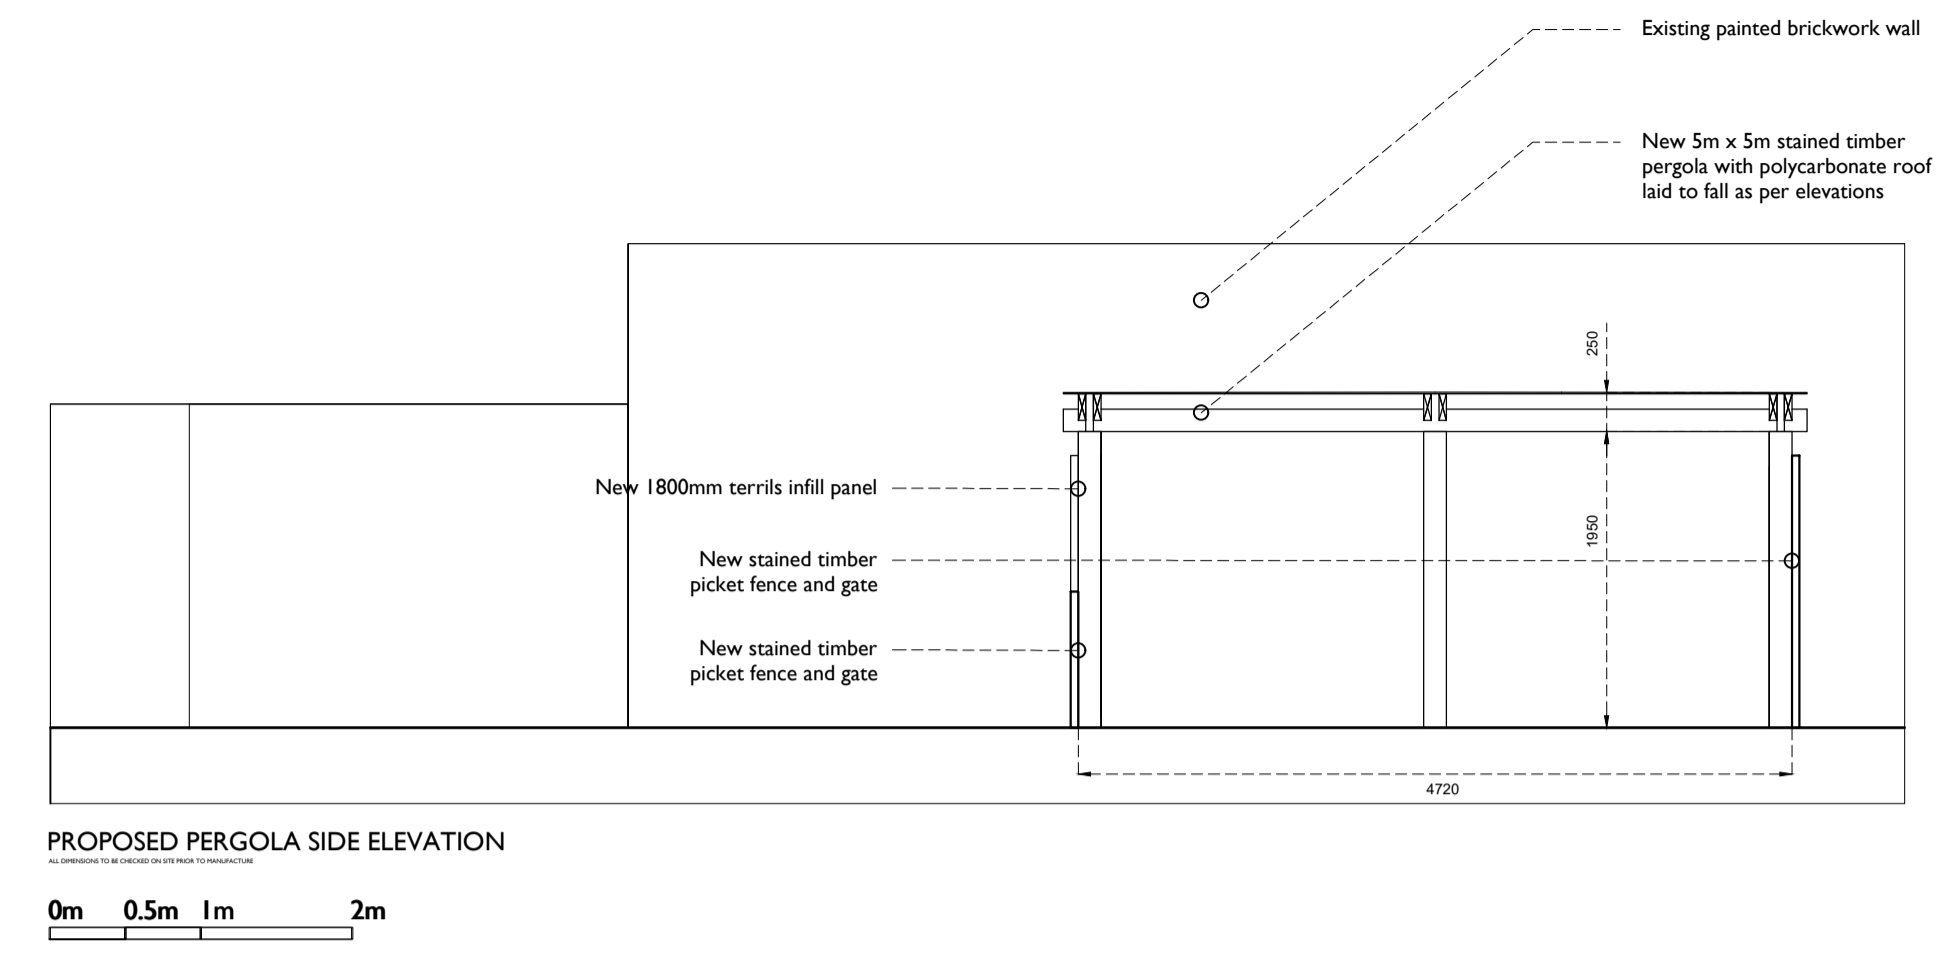 Existing painted brickwork wall
New 5m x 5m stained timber
pergola with polycarbonate roof
laid to fall as per elevations
250
New 1800mm terrils infill panel
1950
New stained timber
picket fence and gate
New stained timber
picket fence and gate
4720
PROPOSED PERGOLA SIDE ELEVATION
ALL DIMENSIONS TO BE CHECKED ON SITE PRIOR TO MANUFACTURE
0m 0.5m 1m 2m